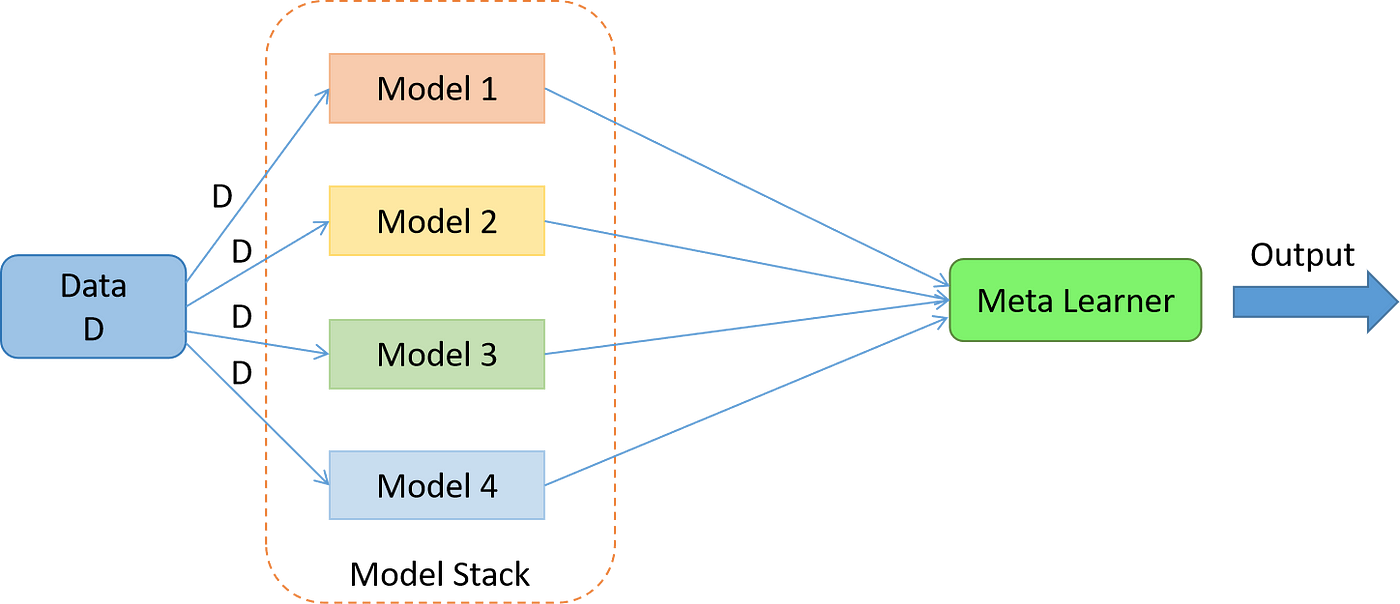 Data
D
D
D
D
D
Model 1
Model 2
Model 3
Model 4
Model Stack
Meta Learner
Output